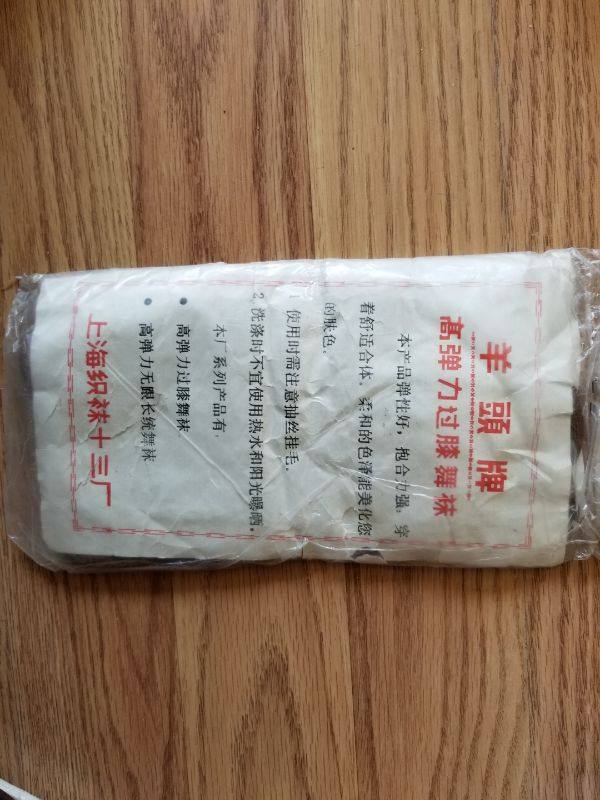 羊頭牌
高弹力过膝舞袜
本产品弹性好，抱合力强，穿
着舒适合体，柔和的色泽能美化您
的肤色。
1 使用时需注意抽丝挂毛。
2 洗涤时不宜使用热水和阳光曝晒。
本厂系列产品有：
• 高弹力过膝舞袜
• 高弹力无跟长统舞袜
上海织袜十三厂